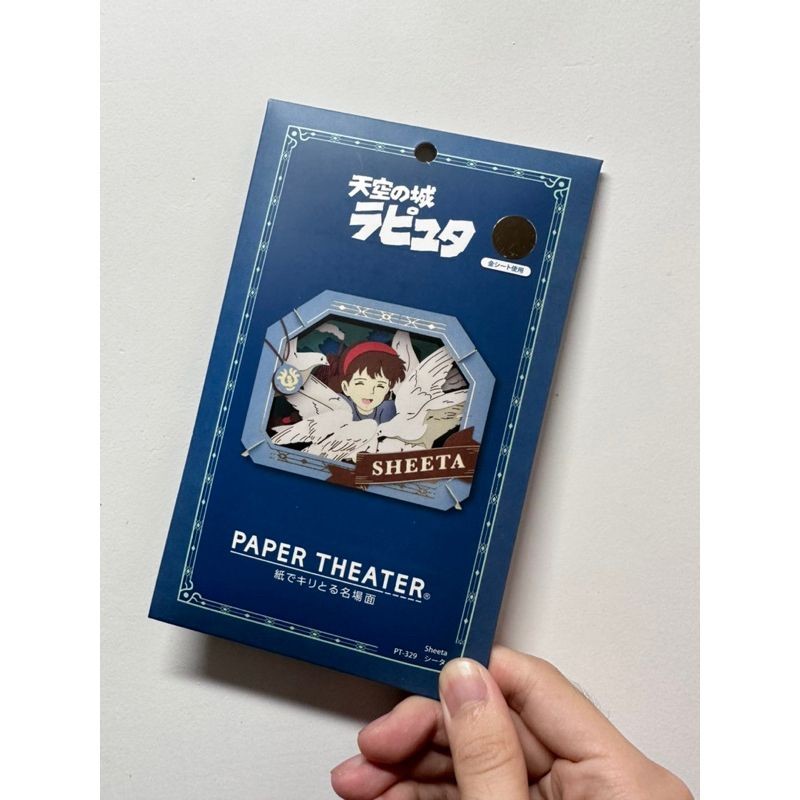 天空の城
ラピュタ
金シート使用
SHEETA
PAPER THEATER®
紙でキリとる名場面
Sheeta
PT-329 シータ